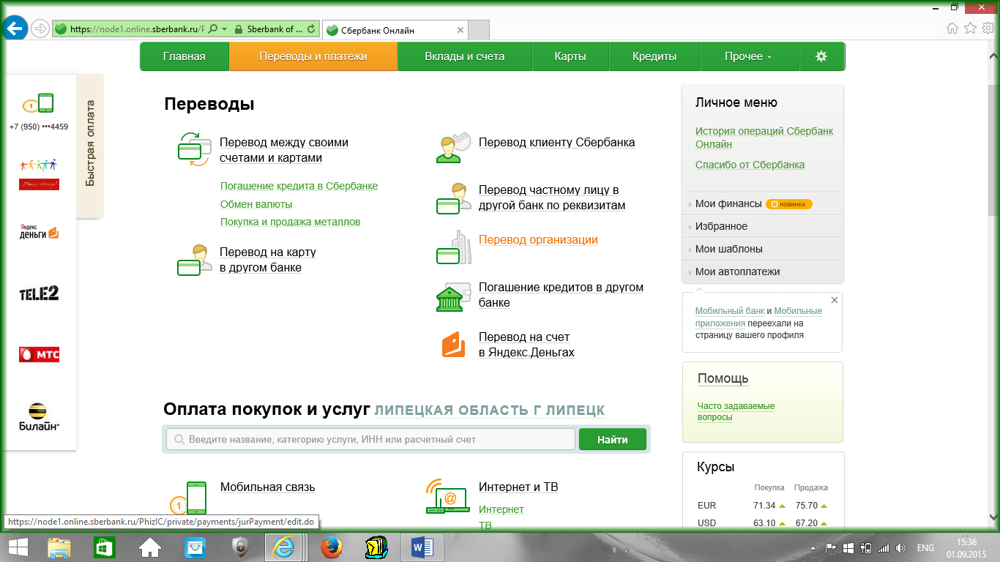 https://node1.online.sberbank.ru/F
Sberbank of ...
Сбербанк Онлайн
Главная
Переводы и платежи
Вклады и счета
Карты
Кредиты
Прочее
+7 (950) •••4459
Быстрая оплата
Яндекс
деньги
TELE2
МТС
Билайн
Переводы
Перевод между своими
счетами и картами
Погашение кредита в Сбербанке
Обмен валюты
Покупка и продажа металлов
Перевод на карту
в другом банке
Перевод клиенту Сбербанка
Перевод частному лицу в
другой банк по реквизитам
Перевод организации
Погашение кредитов в другом
банке
Перевод на счет
в Яндекс.Деньгах
Оплата покупок и услуг ЛИПЕЦКАЯ ОБЛАСТЬ Г ЛИПЕЦК
Введите название, категорию услуги, ИНН или расчетный счет
Найти
1
Мобильная связь
@
Интернет и ТВ
Интернет
ТВ
Личное меню
История операций Сбербанк
Онлайн
Спасибо от Сбербанка
Мои финансы НОВИНКА
Избранное
Мои шаблоны
Мои автоплатежи
Мобильный банк и Мобильные
приложения переехали на
страницу вашего профиля
Помощь
Часто задаваемые
вопросы
Курсы
Покупка Продажа
EUR 71.34 75.70
USD 63.10 67.20
https://node1.online.sberbank.ru/PhizIC/private/payments/jurPayment/edit.do
ENG
15:36
01.09.2015